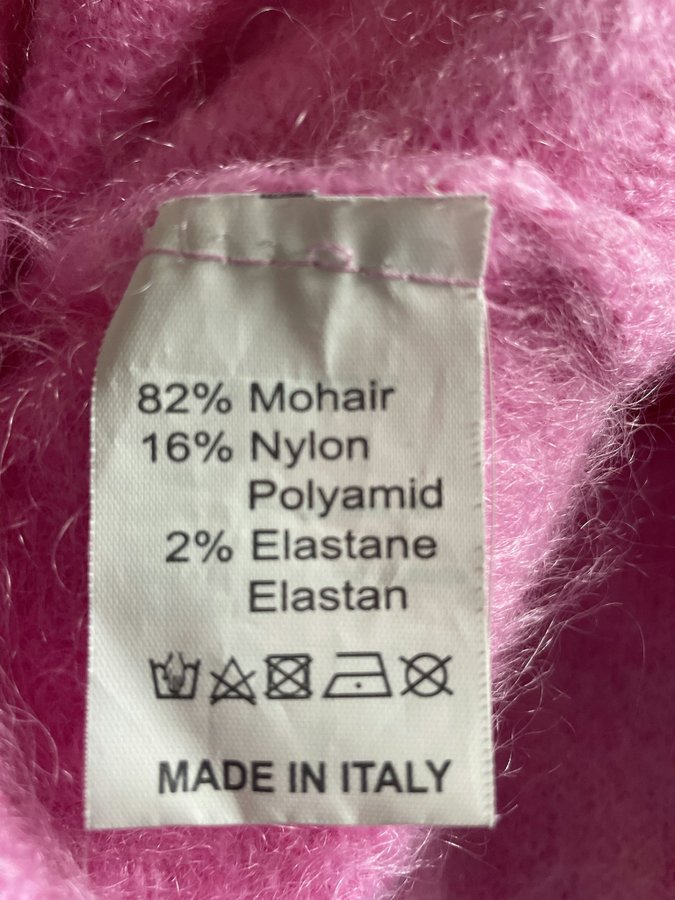 82% Mohair
16% Nylon
Polyamid
2% Elastane
Elastan
MADE IN ITALY